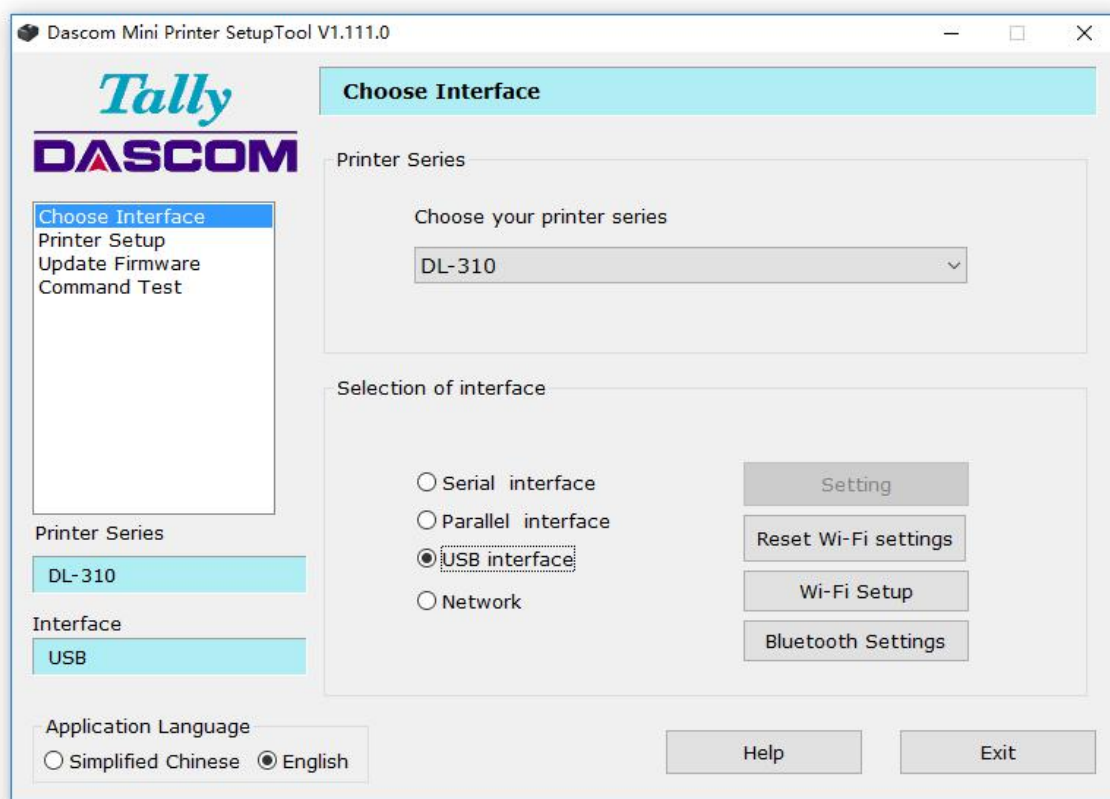 Dascom Mini Printer SetupTool V1.111.0
Tally
DASCOM
Choose Interface
Printer Setup
Update Firmware
Command Test
Printer Series
DL-310
Interface
USB
Application Language
Simplified Chinese
English
Choose Interface
Printer Series
Choose your printer series
DL-310
Selection of interface
Serial interface
Parallel interface
USB interface
Network
Setting
Reset Wi-Fi settings
Wi-Fi Setup
Bluetooth Settings
Help
Exit